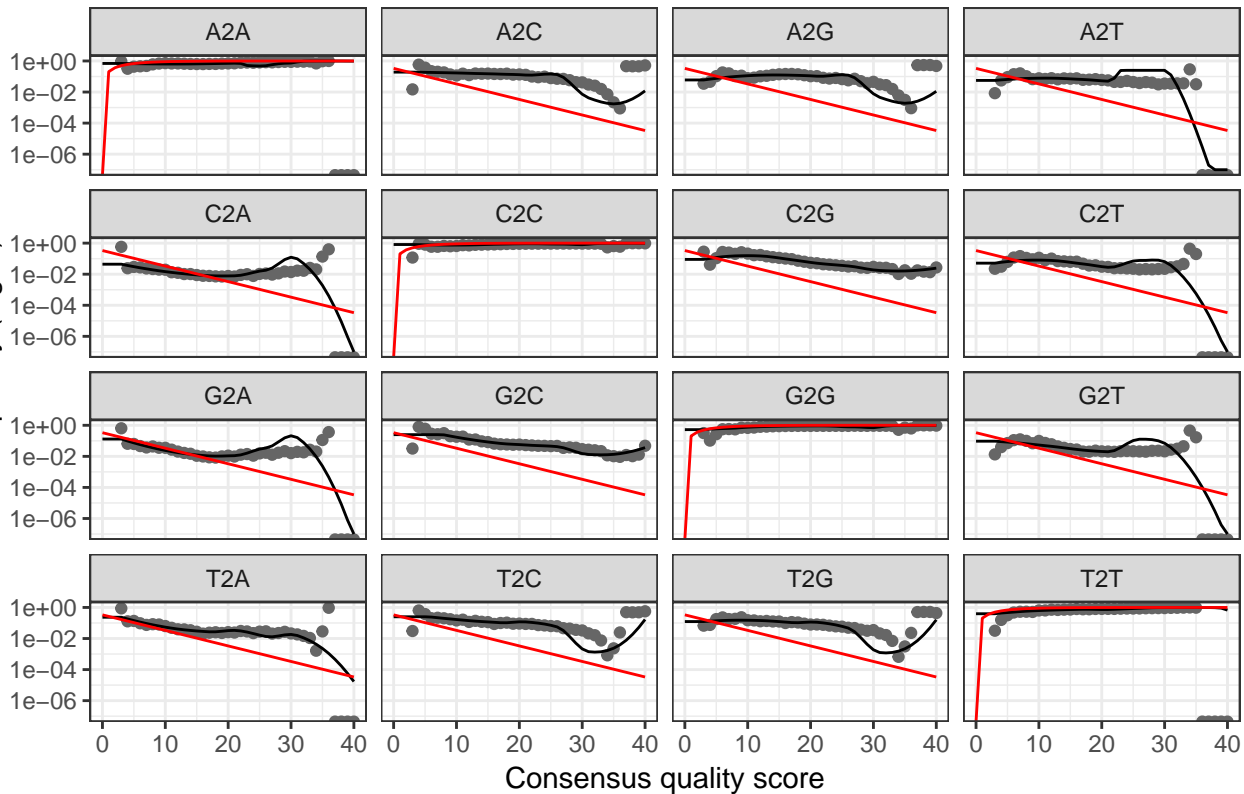 A2A A2C A2G A2T
1e+00
1e−02
1e−04
1e−06
C2A C2C C2G C2T
1e+00
1e−02
1e−04
1e−06
G2A G2C G2G G2T
1e+00
1e−02
1e−04
1e−06
T2A T2C T2G T2T
1e+00
1e−02
1e−04
1e−06
0 10 20 30 40 0 10 20 30 40 0 10 20 30 40 0 10 20 30 40
Consensus quality score